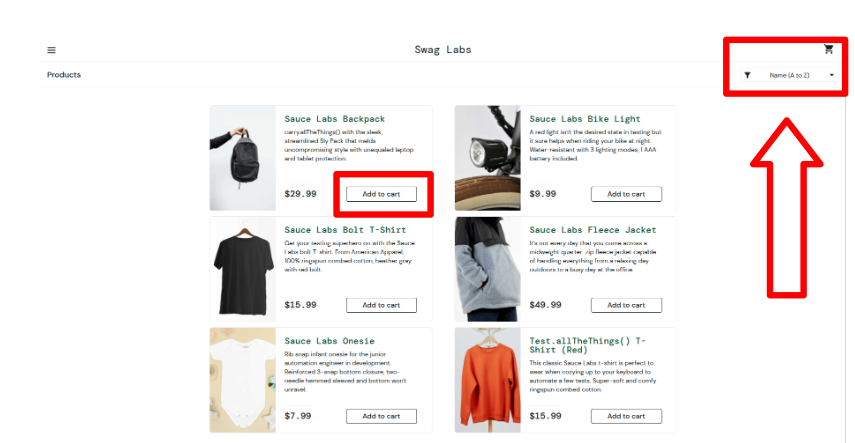 Swag Labs
Products
Name (A to Z)
Sauce Labs Backpack
carry.allTheThings() with the sleek,
streamlined Sly Pack that melds
uncompromising style with unequaled laptop
and tablet protection.
$29.99
Add to cart
Sauce Labs Bike Light
A red light isn't the desired state in testing but
it sure helps when riding your bike at night.
Water-resistant with 3 lighting modes, 1 AAA
battery included.
$9.99
Add to cart
Sauce Labs Bolt T-Shirt
Get your testing superhero on with the Sauce
Labs bolt T-shirt. From American Apparel,
100% ringspun combed cotton, heather gray
with red bolt.
$15.99
Add to cart
Sauce Labs Fleece Jacket
It's not every day that you come across a
midweight quarter-zip fleece jacket capable
of handling everything from a relaxing day
outdoors to a busy day at the office.
$49.99
Add to cart
Sauce Labs Onesie
Rib snap infant onesie for the junior
automation engineer in development.
Reinforced 3-snap bottom closure, two-
needle hemmed sleeved and bottom won't
unravel.
$7.99
Add to cart
Test.allTheThings() T-
Shirt (Red)
This classic Sauce Labs t-shirt is perfect to
wear when cozying up to your keyboard to
automate a few tests. Super-soft and comfy
ringspun combed cotton.
$15.99
Add to cart